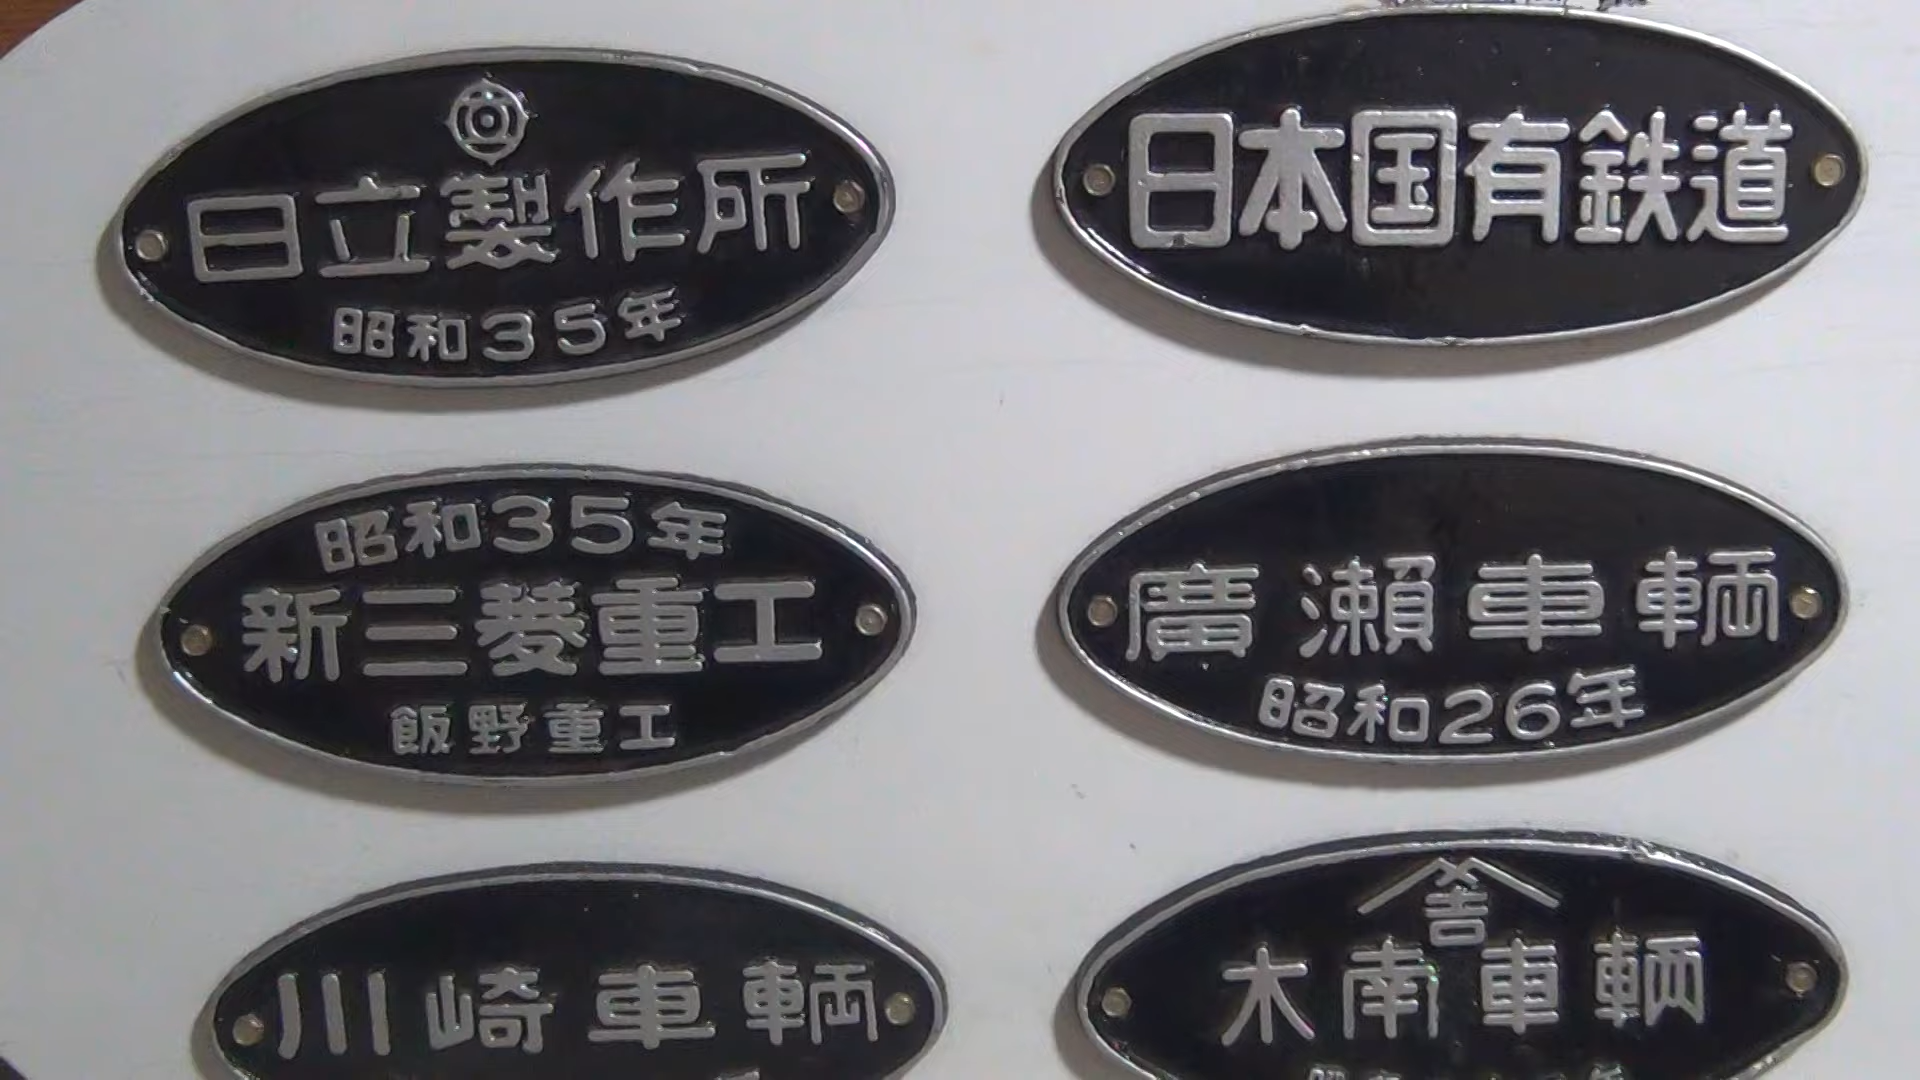 日立製作所
昭和35年
日本国有鉄道
昭和35年
新三菱重工
飯野重工
廣瀬車輌
昭和26年
川崎車輌
木南車輌